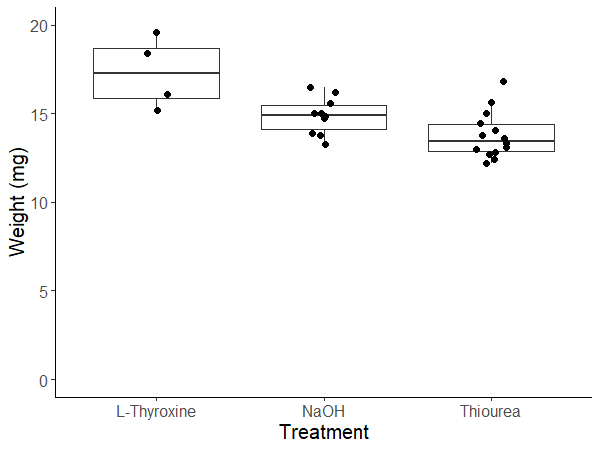 20
15
10
5
0
Weight (mg)
L-Thyroxine
NaOH
Thiourea
Treatment